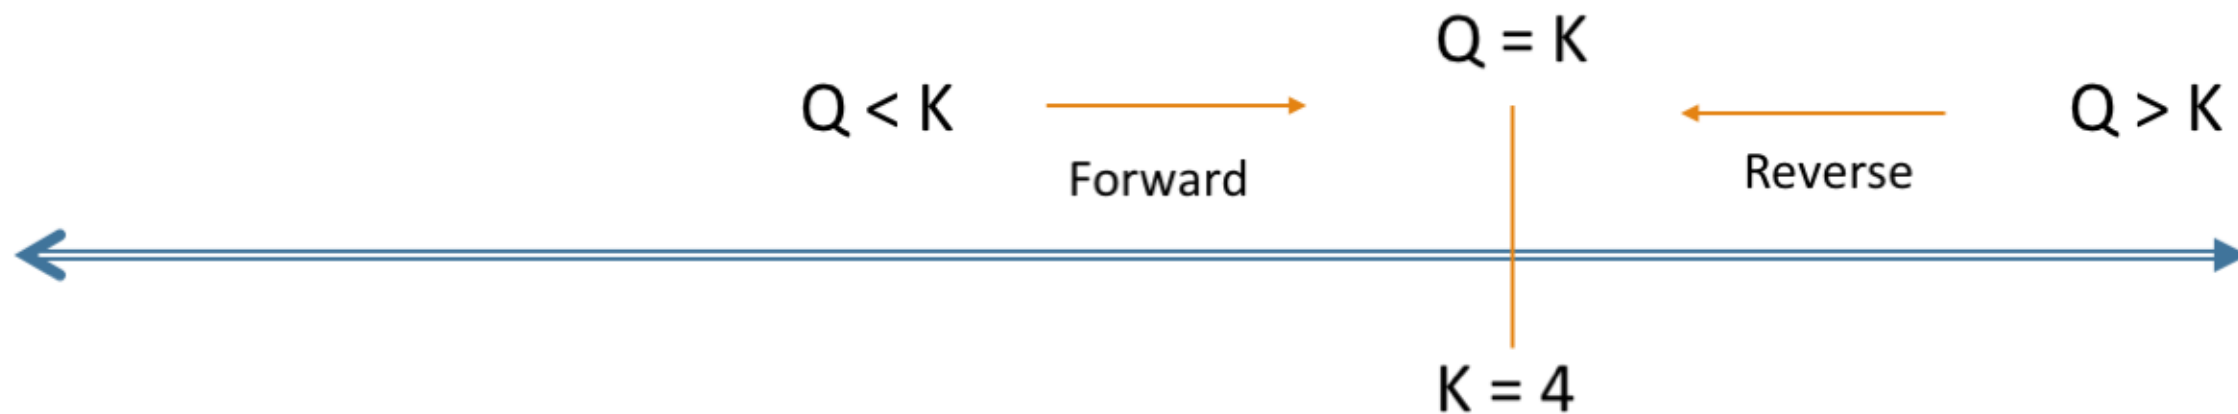 Q = K
Q < K
Q > K
Forward
Reverse
K = 4